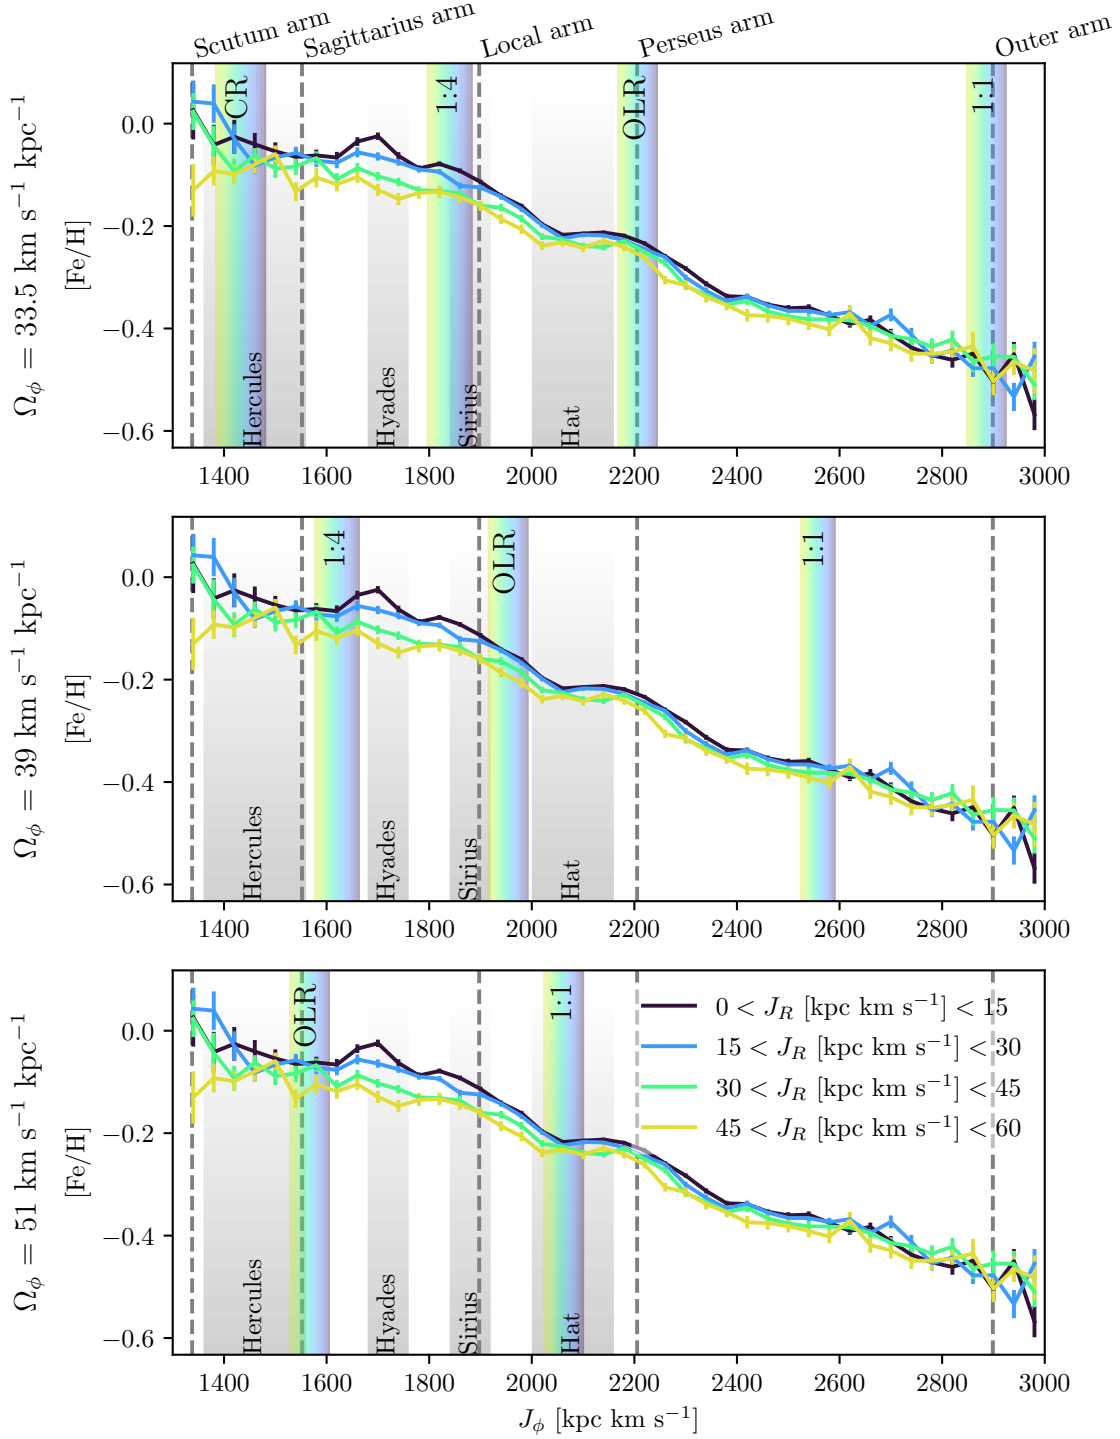 Scutum arm
Sagittarius arm
Local arm
Perseus arm
Outer arm
Ω_ϕ = 33.5 km s⁻¹ kpc⁻¹
[Fe/H]
0.0
−0.2
−0.4
−0.6
CR
1:4
OLR
1:1
Hercules
Hyades
Sirius
Hat
1400 1600 1800 2000 2200 2400 2600 2800 3000
Ω_ϕ = 39 km s⁻¹ kpc⁻¹
[Fe/H]
0.0
−0.2
−0.4
−0.6
1:4
OLR
1:1
Hercules
Hyades
Sirius
Hat
1400 1600 1800 2000 2200 2400 2600 2800 3000
Ω_ϕ = 51 km s⁻¹ kpc⁻¹
[Fe/H]
0.0
−0.2
−0.4
−0.6
OLR
1:1
0 < J_R [kpc km s⁻¹] < 15
15 < J_R [kpc km s⁻¹] < 30
30 < J_R [kpc km s⁻¹] < 45
45 < J_R [kpc km s⁻¹] < 60
Hercules
Hyades
Sirius
Hat
1400 1600 1800 2000 2200 2400 2600 2800 3000
J_ϕ [kpc km s⁻¹]